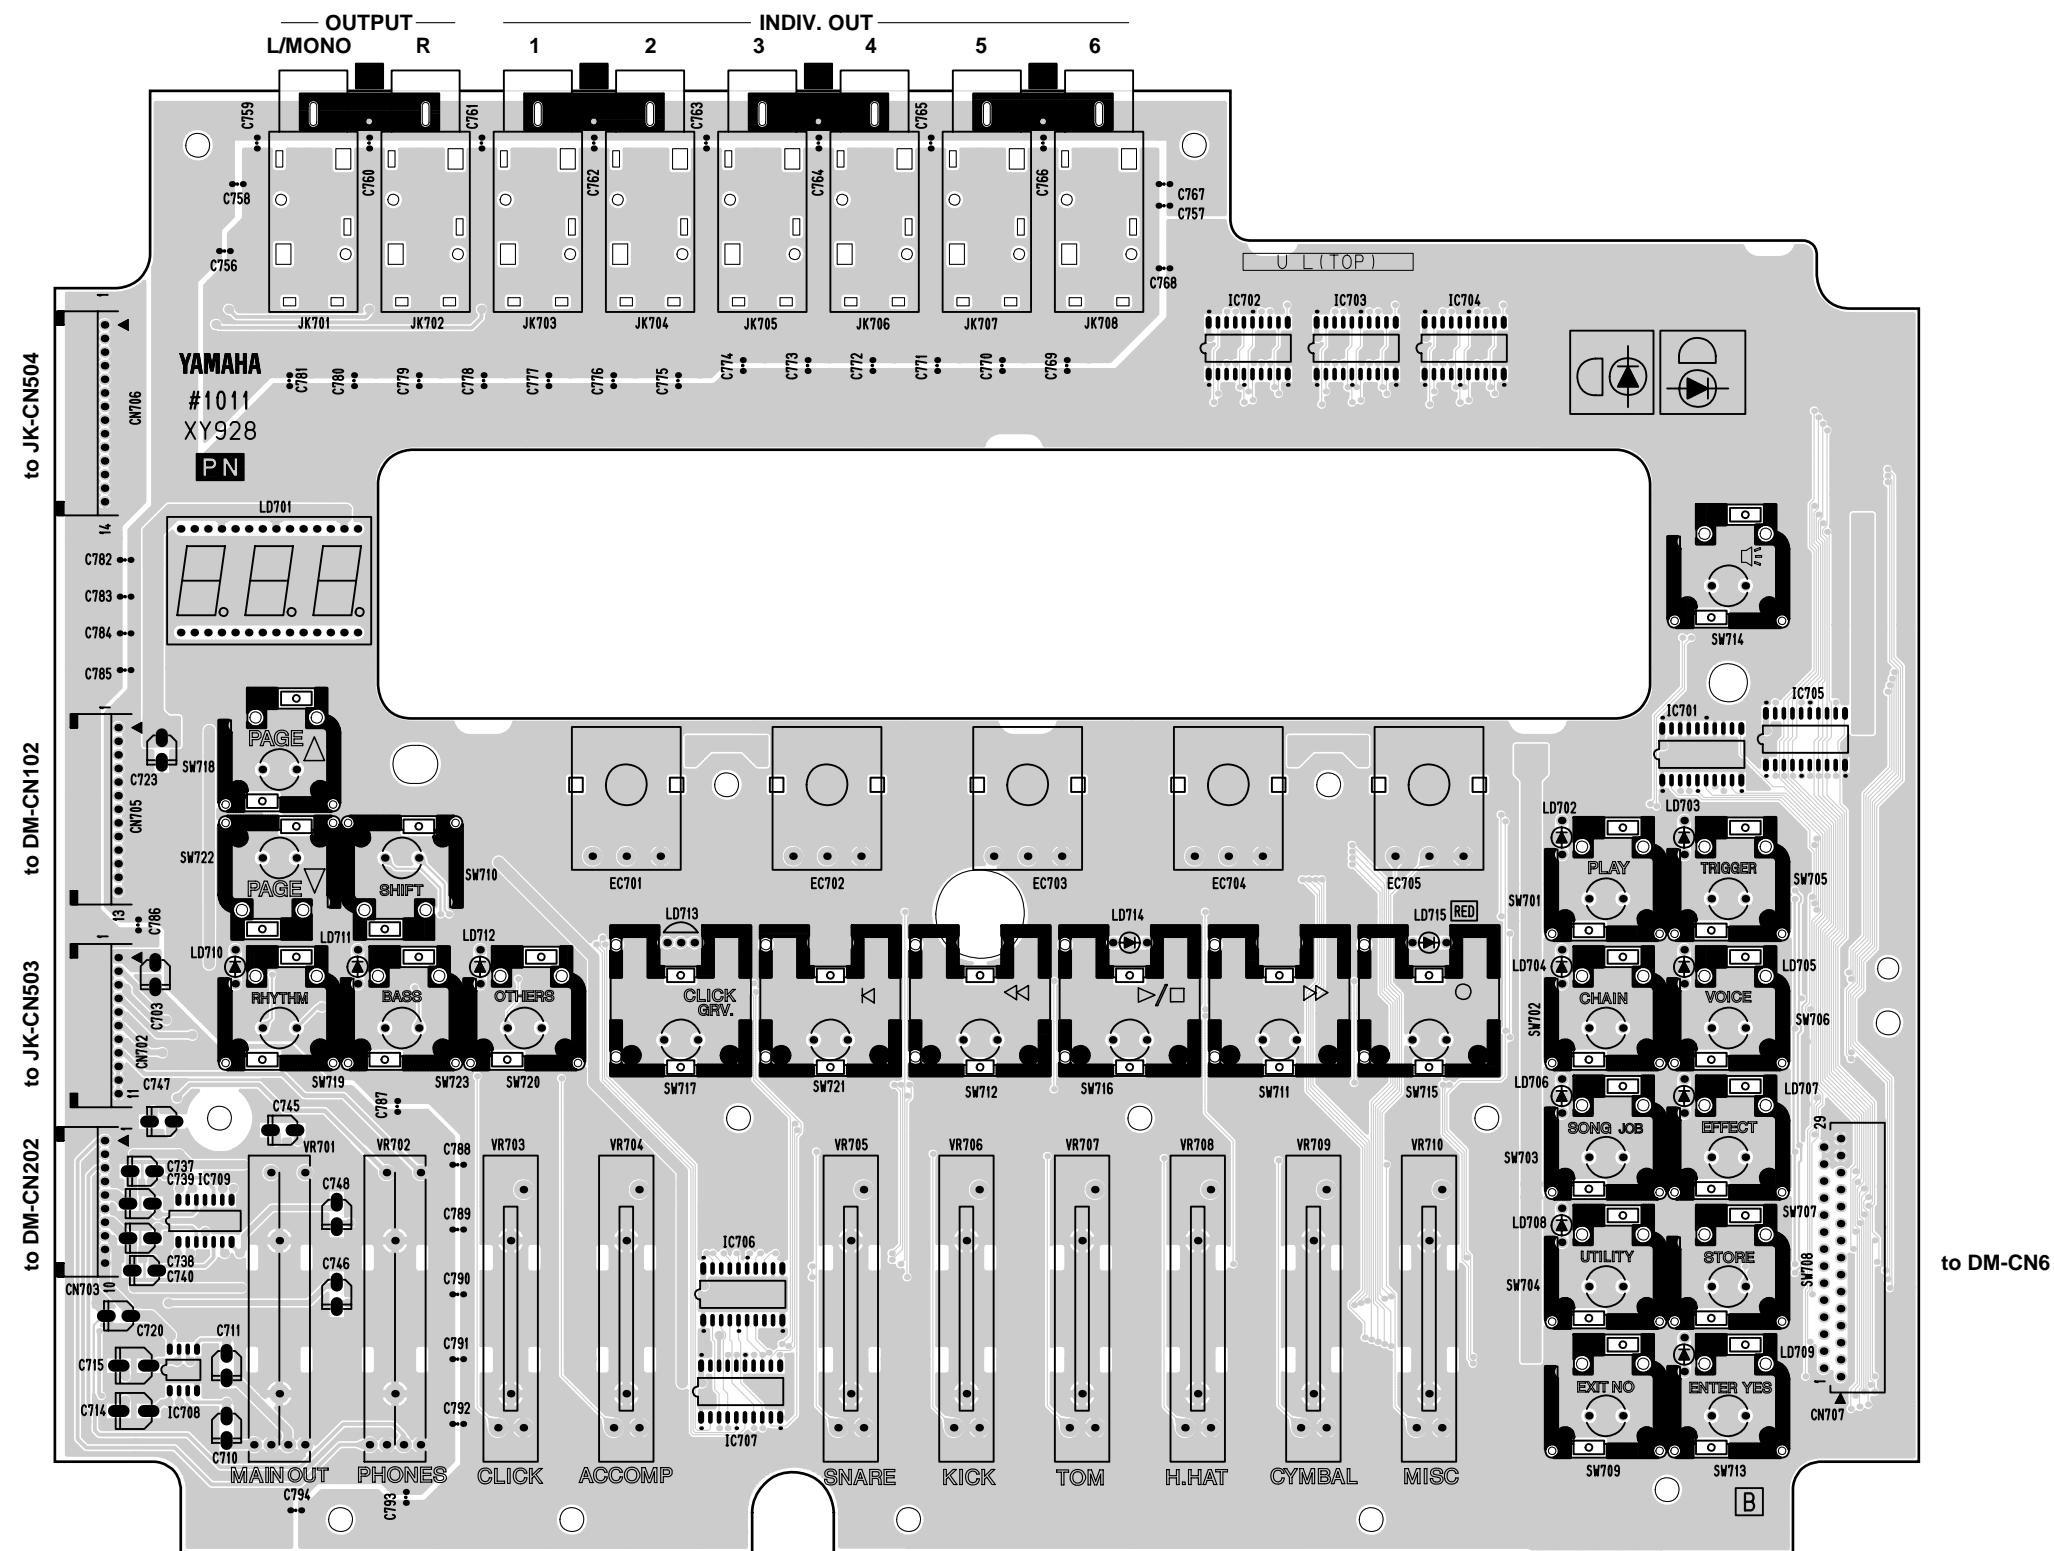 OUTPUT INDIV. OUT
L/MONO R 1 2 3 4 5 6
C759 C761 C763 C765
C760 C762 C764 C766
C758 C767
C757
C756 C768
U L(TOP)
JK701 JK702 JK703 JK704 JK705 JK706 JK707 JK708
IC702 IC703 IC704
1
to JK-CN504
CN706
14
YAMAHA
#1011
XY928
PN
C781 C780 C779 C778 C777 C776 C775 C774 C773 C772 C771 C770 C769
LD701
C782
C783
C784
C785
SW714
IC701 IC705
1
to DM-CN102
CN705
13
C723
PAGE
SW718
SW722
PAGE
SHIFT
SW710
EC701 EC702 EC703 EC704 EC705
LD702 LD703
PLAY TRIGGER
SW701 SW705
C786
1
to JK-CN503
CN702
11
C703
LD710 LD711 LD712
RHYTHM BASS OTHERS
SW719 SW723 SW720
LD713 LD714 LD715 RED
CLICK
GRV.
SW717 SW721 SW712 SW716 SW711 SW715
LD704 LD705
CHAIN VOICE
SW702 SW706
LD706 LD707
SONG JOB EFFECT
SW703 SW707
C747 C745 C787
1
to DM-CN202
CN703
10
C737
C739 IC709
C738
C740
C748
C746
C720
C711
C715
C714
IC708
C710
VR701 VR702 VR703 VR704 VR705 VR706 VR707 VR708 VR709 VR710
C788
C789
C790
C791
C792
IC706
IC707
LD708
UTILITY STORE
SW704 SW708
LD709
EXIT NO ENTER YES
SW709 SW713
29
1
CN707
to DM-CN6
MAIN OUT PHONES CLICK ACCOMP SNARE KICK TOM H.HAT CYMBAL MISC
C794 C793
B